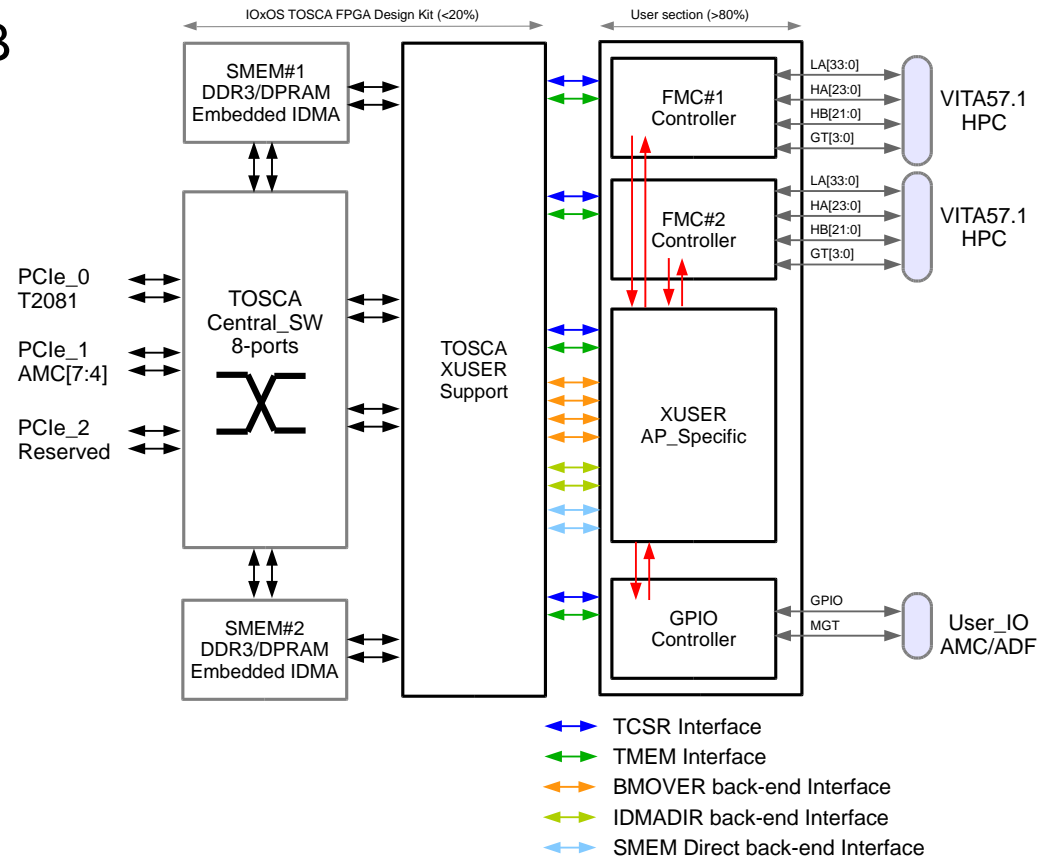 3
IOxOS TOSCA FPGA Design Kit (<20%)
User section (>80%)
SMEM#1
DDR3/DPRAM
Embedded IDMA
FMC#1
Controller
LA[33:0]
HA[23:0]
HB[21:0]
GT[3:0]
VITA57.1
HPC
FMC#2
Controller
LA[33:0]
HA[23:0]
HB[21:0]
GT[3:0]
VITA57.1
HPC
PCIe_0
T2081
PCIe_1
AMC[7:4]
PCIe_2
Reserved
TOSCA
Central_SW
8-ports
TOSCA
XUSER
Support
XUSER
AP_Specific
SMEM#2
DDR3/DPRAM
Embedded IDMA
GPIO
Controller
GPIO
MGT
User_IO
AMC/ADF
TCSR Interface
TMEM Interface
BMOVER back-end Interface
IDMADIR back-end Interface
SMEM Direct back-end Interface